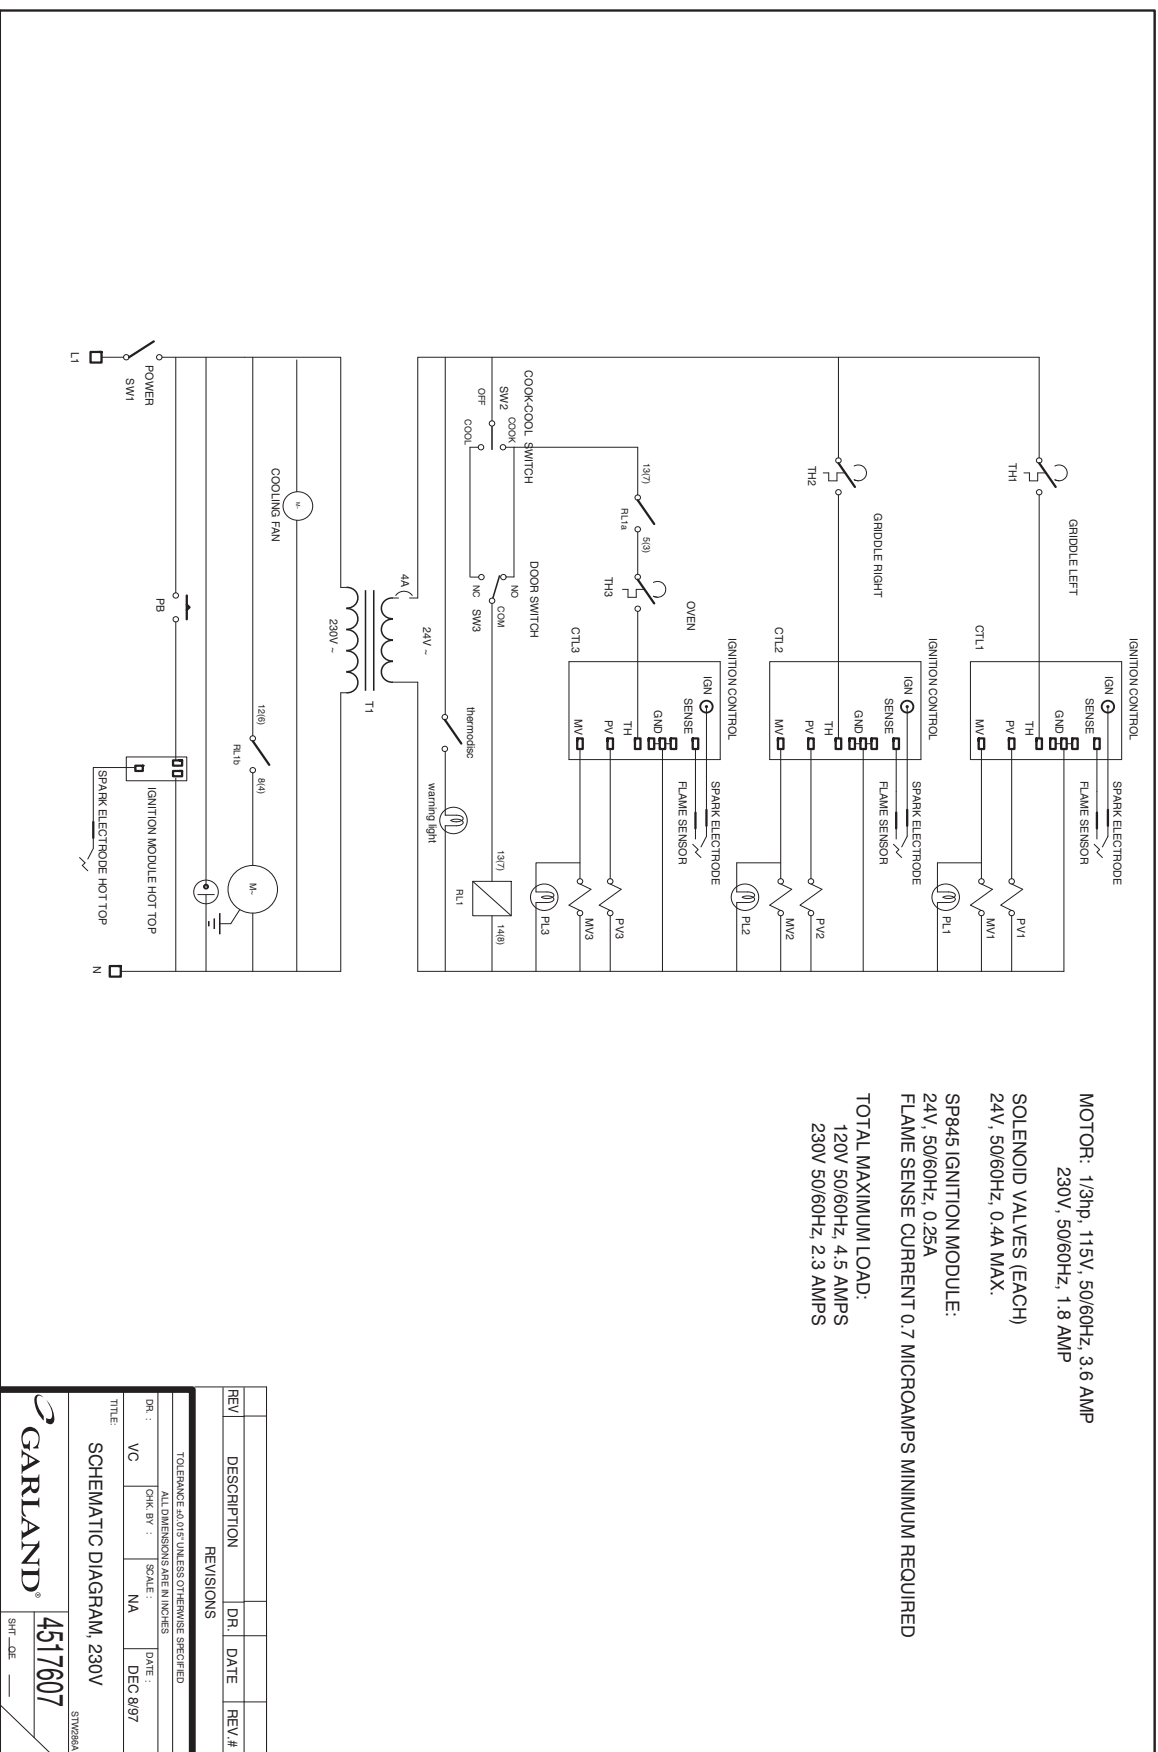 MOTOR: 1/3hp, 115V, 50/60Hz, 3.6 AMP
230V, 50/60Hz, 1.8 AMP
SOLENOID VALVES (EACH)
24V, 50/60Hz, 0.4A MAX.
SP845 IGNITION MODULE:
24V, 50/60Hz, 0.25A
FLAME SENSE CURRENT 0.7 MICROAMPS MINIMUM REQUIRED
TOTAL MAXIMUM LOAD:
120V 50/60Hz, 4.5 AMPS
230V 50/60Hz, 2.3 AMPS
IGNITION CONTROL
CTL1
IGN
SENSE
GND
TH
PV
MV
SPARK ELECTRODE
FLAME SENSOR
GRIDDLE LEFT
TH1
PV1
MV1
PL1
IGNITION CONTROL
CTL2
IGN
SENSE
GND
TH
PV
MV
SPARK ELECTRODE
FLAME SENSOR
GRIDDLE RIGHT
TH2
PV2
MV2
PL2
IGNITION CONTROL
CTL3
IGN
SENSE
GND
TH
PV
MV
SPARK ELECTRODE
FLAME SENSOR
OVEN
13(7)
RL1a
5(3)
TH3
PV3
MV3
PL3
COOK-COOL SWITCH
SW2
OFF
COOK
COOL
DOOR SWITCH
NO
COM
NC
SW3
13(7)
RL1
14(8)
thermodisc
warning light
4A
24V ~
T1
230V ~
COOLING FAN
M~
12(6)
RL1b
8(4)
M~
PB
IGNITION MODULE HOT TOP
SPARK ELECTRODE HOT TOP
POWER
SW1
L1
N
REV
DESCRIPTION
DR.
DATE
REV.#
REVISIONS
TOLERANCE ±0.015" UNLESS OTHERWISE SPECIFIED
ALL DIMENSIONS ARE IN INCHES
DR. :
VC
CHK. BY :
SCALE :
NA
DATE :
DEC 8/97
TITLE:
SCHEMATIC DIAGRAM, 230V
STW286A
GARLAND®
4517607
SHT OF